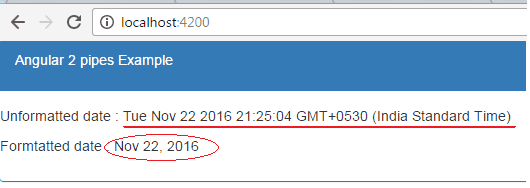 localhost:4200
Angular 2 pipes Example
Unformatted date : Tue Nov 22 2016 21:25:04 GMT+0530 (India Standard Time)
Formtatted date : Nov 22, 2016